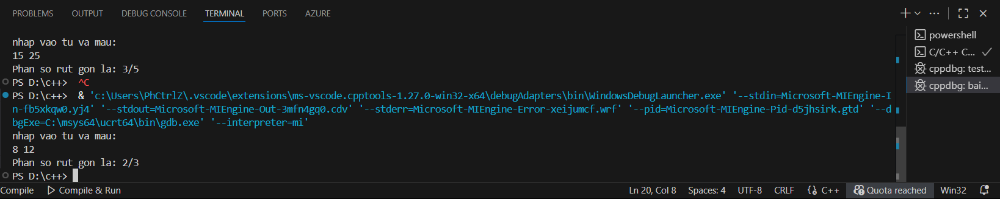 PROBLEMS OUTPUT DEBUG CONSOLE TERMINAL PORTS AZURE
nhap vao tu va mau:
15 25
Phan so rut gon la: 3/5
PS D:\c++> ^C
PS D:\c++> & 'c:\Users\PhCtrlZ\.vscode\extensions\ms-vscode.cpptools-1.27.0-win32-x64\debugAdapters\bin\WindowsDebugLauncher.exe' '--stdin=Microsoft-MIEngine-I
n-fb5xkqw0.yj4' '--stdout=Microsoft-MIEngine-Out-3mfn4gq0.cdv' '--stderr=Microsoft-MIEngine-Error-xeijumcf.wrf' '--pid=Microsoft-MIEngine-Pid-d5jhsirk.gtd' '--d
bgExe=C:\msys64\ucrt64\bin\gdb.exe' '--interpreter=mi'
nhap vao tu va mau:
8 12
Phan so rut gon la: 2/3
PS D:\c++>
powershell
C/C++ C...
cppdbg: test...
cppdbg: bai...
Compile Compile & Run Ln 20, Col 8 Spaces: 4 UTF-8 CRLF C++ Quota reached Win32